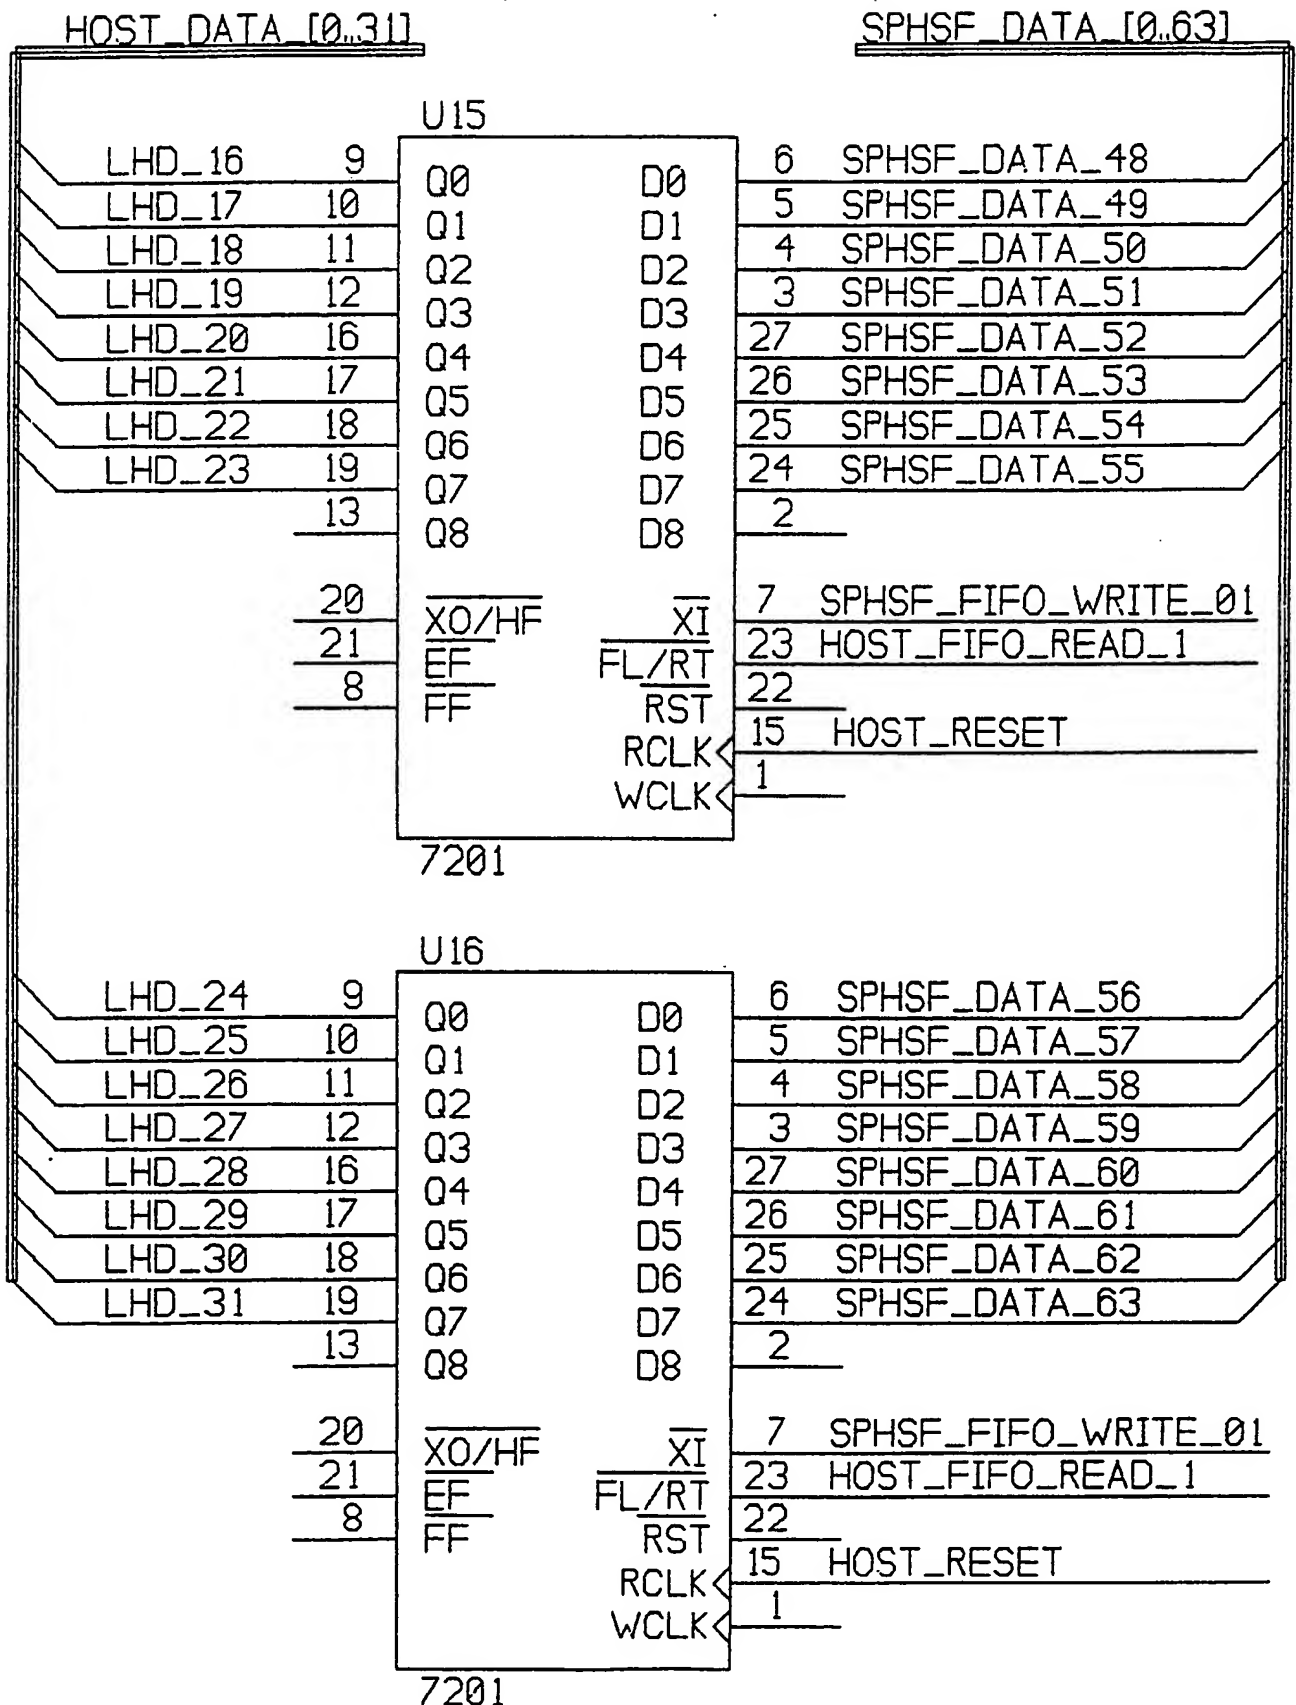 HOST_DATA_[0..31] SPHSF_DATA_[0..63]
U15
LHD_16 9 Q0 D0 6 SPHSF_DATA_48
LHD_17 10 Q1 D1 5 SPHSF_DATA_49
LHD_18 11 Q2 D2 4 SPHSF_DATA_50
LHD_19 12 Q3 D3 3 SPHSF_DATA_51
LHD_20 16 Q4 D4 27 SPHSF_DATA_52
LHD_21 17 Q5 D5 26 SPHSF_DATA_53
LHD_22 18 Q6 D6 25 SPHSF_DATA_54
LHD_23 19 Q7 D7 24 SPHSF_DATA_55
13 Q8 D8 2
20 XO/HF XI 7 SPHSF_FIFO_WRITE_01
21 EF FL/RT 23 HOST_FIFO_READ_1
8 FF RST 22
RCLK 15 HOST_RESET
WCLK 1
7201
U16
LHD_24 9 Q0 D0 6 SPHSF_DATA_56
LHD_25 10 Q1 D1 5 SPHSF_DATA_57
LHD_26 11 Q2 D2 4 SPHSF_DATA_58
LHD_27 12 Q3 D3 3 SPHSF_DATA_59
LHD_28 16 Q4 D4 27 SPHSF_DATA_60
LHD_29 17 Q5 D5 26 SPHSF_DATA_61
LHD_30 18 Q6 D6 25 SPHSF_DATA_62
LHD_31 19 Q7 D7 24 SPHSF_DATA_63
13 Q8 D8 2
20 XO/HF XI 7 SPHSF_FIFO_WRITE_01
21 EF FL/RT 23 HOST_FIFO_READ_1
8 FF RST 22
RCLK 15 HOST_RESET
WCLK 1
7201